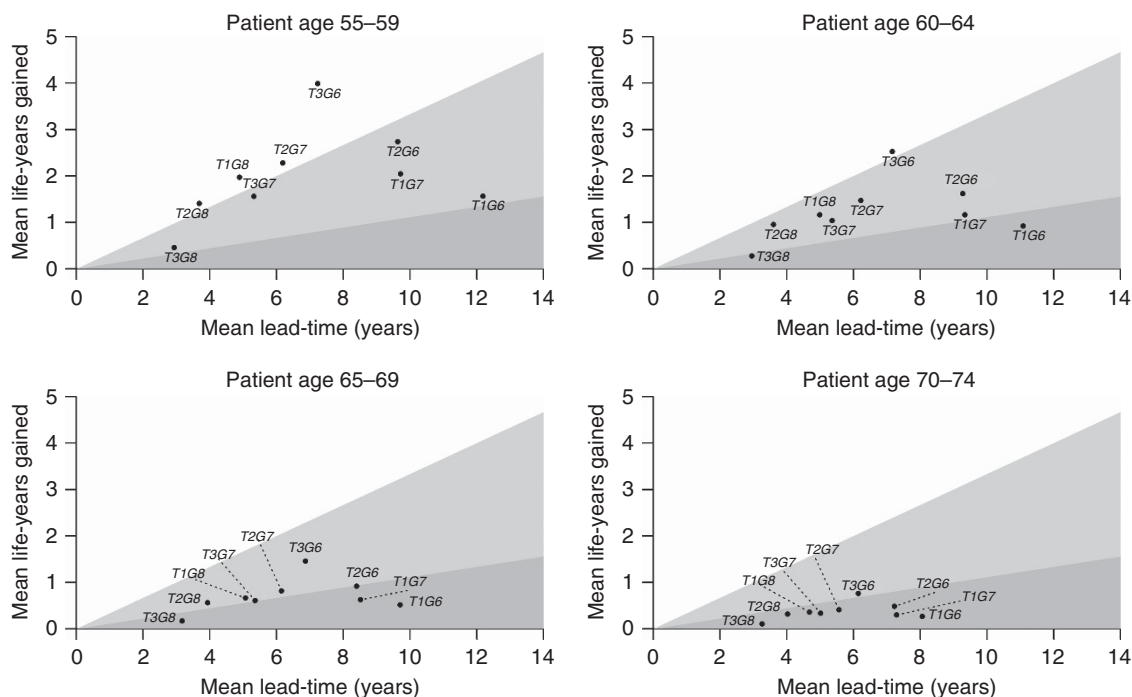 Patient age 55–59
Mean life-years gained
5
4
3
2
1
0
T3G6
T2G7
T1G8
T3G7
T2G8
T3G8
T2G6
T1G7
T1G6
0 2 4 6 8 10 12 14
Mean lead-time (years)
Patient age 60–64
Mean life-years gained
5
4
3
2
1
0
T3G6
T2G6
T1G8
T2G7
T3G7
T2G8
T1G7
T1G6
T3G8
0 2 4 6 8 10 12 14
Mean lead-time (years)
Patient age 65–69
Mean life-years gained
5
4
3
2
1
0
T2G7
T3G7
T3G6
T1G8
T2G6
T1G7
T2G8
T1G6
T3G8
0 2 4 6 8 10 12 14
Mean lead-time (years)
Patient age 70–74
Mean life-years gained
5
4
3
2
1
0
T2G7
T3G7
T1G8
T3G6
T2G6
T2G8
T1G7
T3G8
T1G6
0 2 4 6 8 10 12 14
Mean lead-time (years)